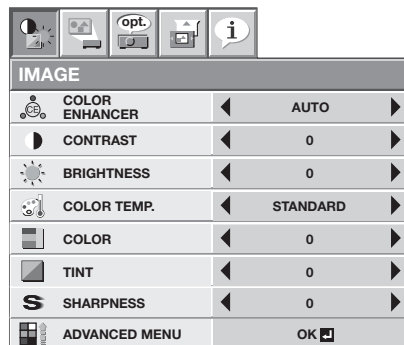 opt.
i
IMAGE
COLOR
ENHANCER
AUTO
CE
CONTRAST
0
BRIGHTNESS
0
COLOR TEMP.
STANDARD
COLOR
0
TINT
0
S
SHARPNESS
0
ADVANCED MENU
OK